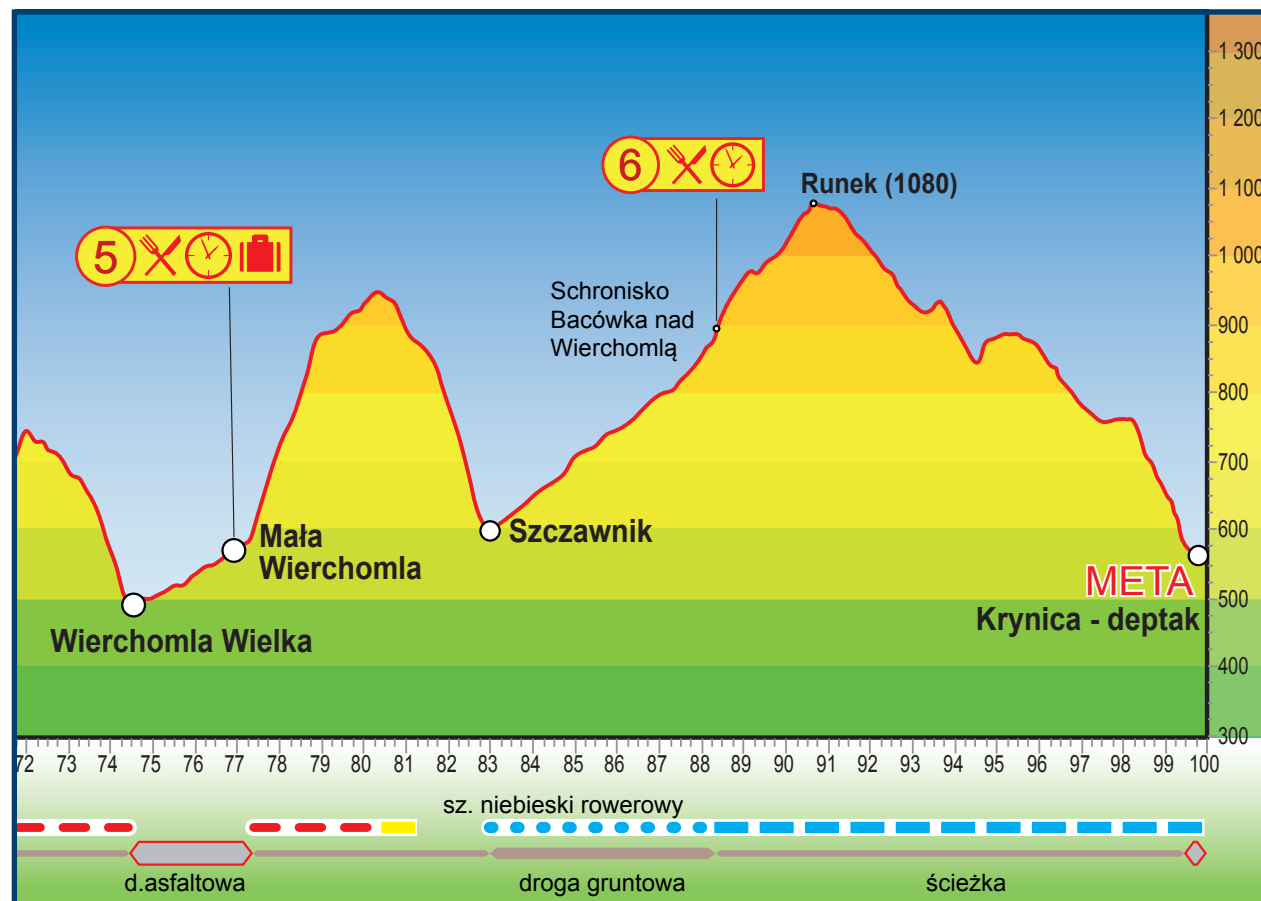 1 300
1 200
6
Runek (1080)
1 100
5
1 000
Schronisko
Bacówka nad
Wierchomlą
900
800
700
Mała
Wierchomla
Szczawnik
600
META
Krynica - deptak
500
Wierchomla Wielka
400
300
72 73 74 75 76 77 78 79 80 81 82 83 84 85 86 87 88 89 90 91 92 93 94 95 96 97 98 99 100
sz. niebieski rowerowy
d.asfaltowa droga gruntowa ścieżka